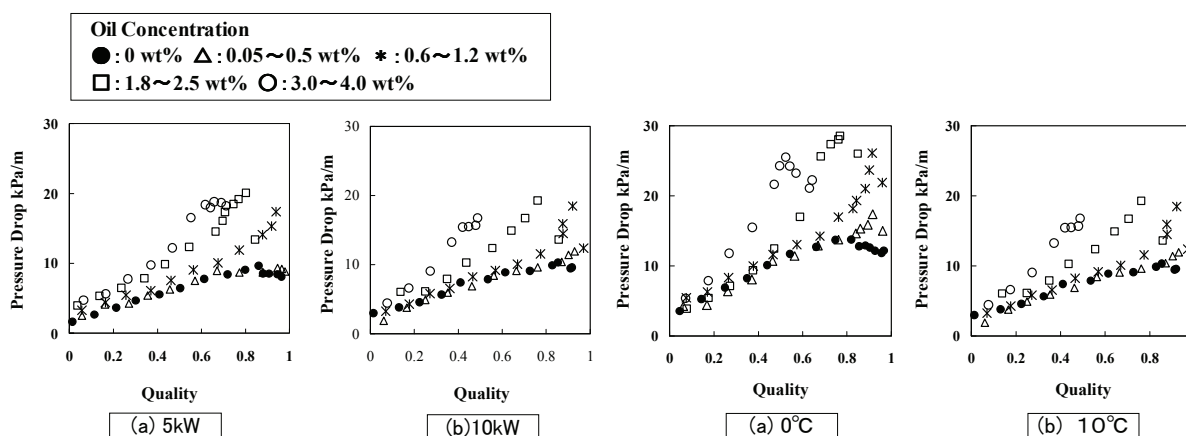 Oil Concentration
●: 0 wt% △: 0.05～0.5 wt% ＊: 0.6～1.2 wt%
□: 1.8～2.5 wt% ○: 3.0～4.0 wt%
Pressure Drop kPa/m
30
20
10
0
0 0.2 0.4 0.6 0.8 1
Quality
(a) 5kW
Pressure Drop kPa/m
30
20
10
0
0 0.2 0.4 0.6 0.8 1
Quality
(b)10kW
Pressure Drop kPa/m
30
20
10
0
0 0.2 0.4 0.6 0.8 1
Quality
(a) 0℃
Pressure Drop kPa/m
30
20
10
0
0 0.2 0.4 0.6 0.8
Quality
(b) 10℃